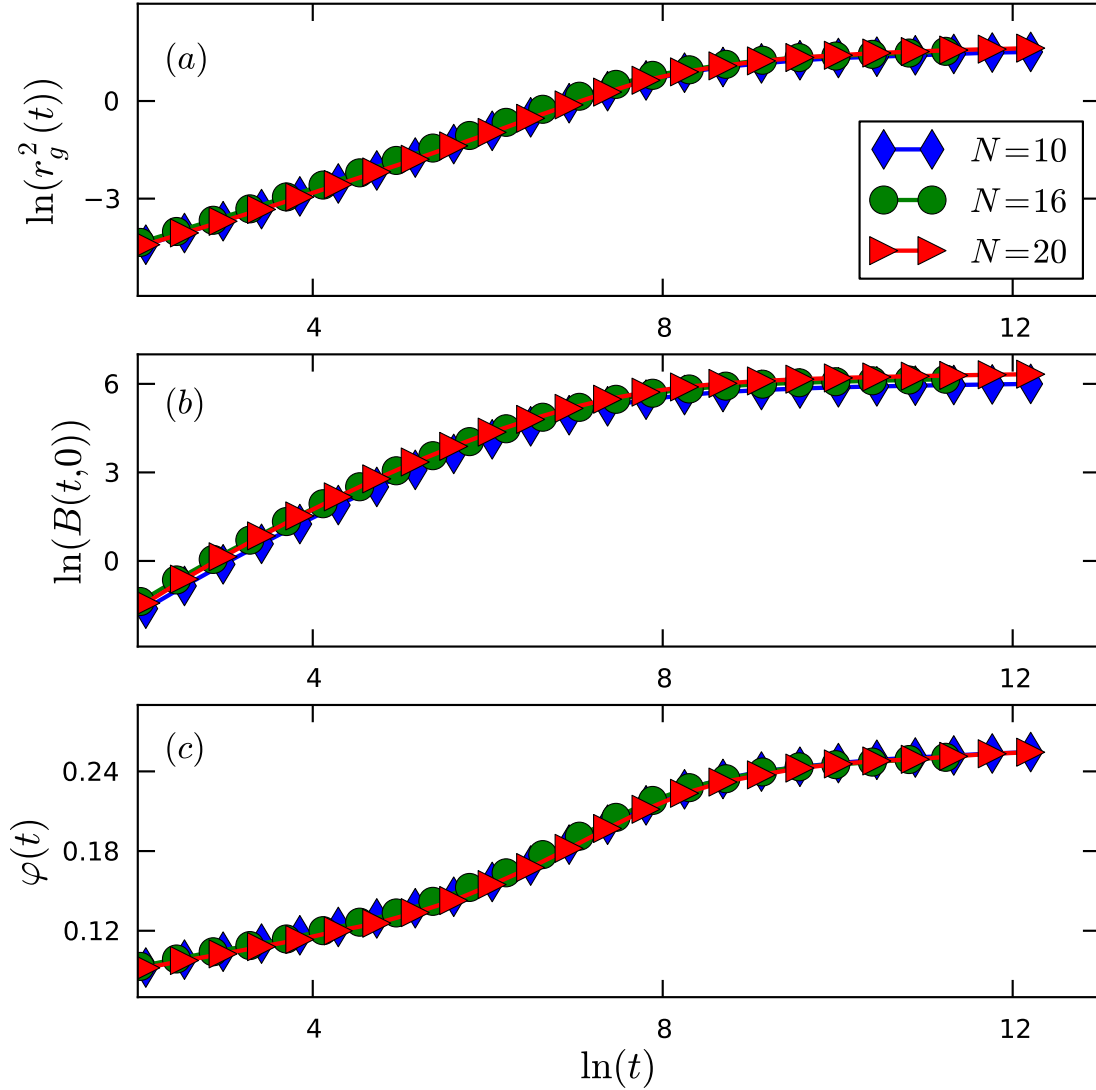 (a)
ln(r_g^2(t))
0
−3
N=10
N=16
N=20
4 8 12
(b)
ln(B(t,0))
6
3
0
4 8 12
(c)
φ(t)
0.24
0.18
0.12
4 8 12
ln(t)